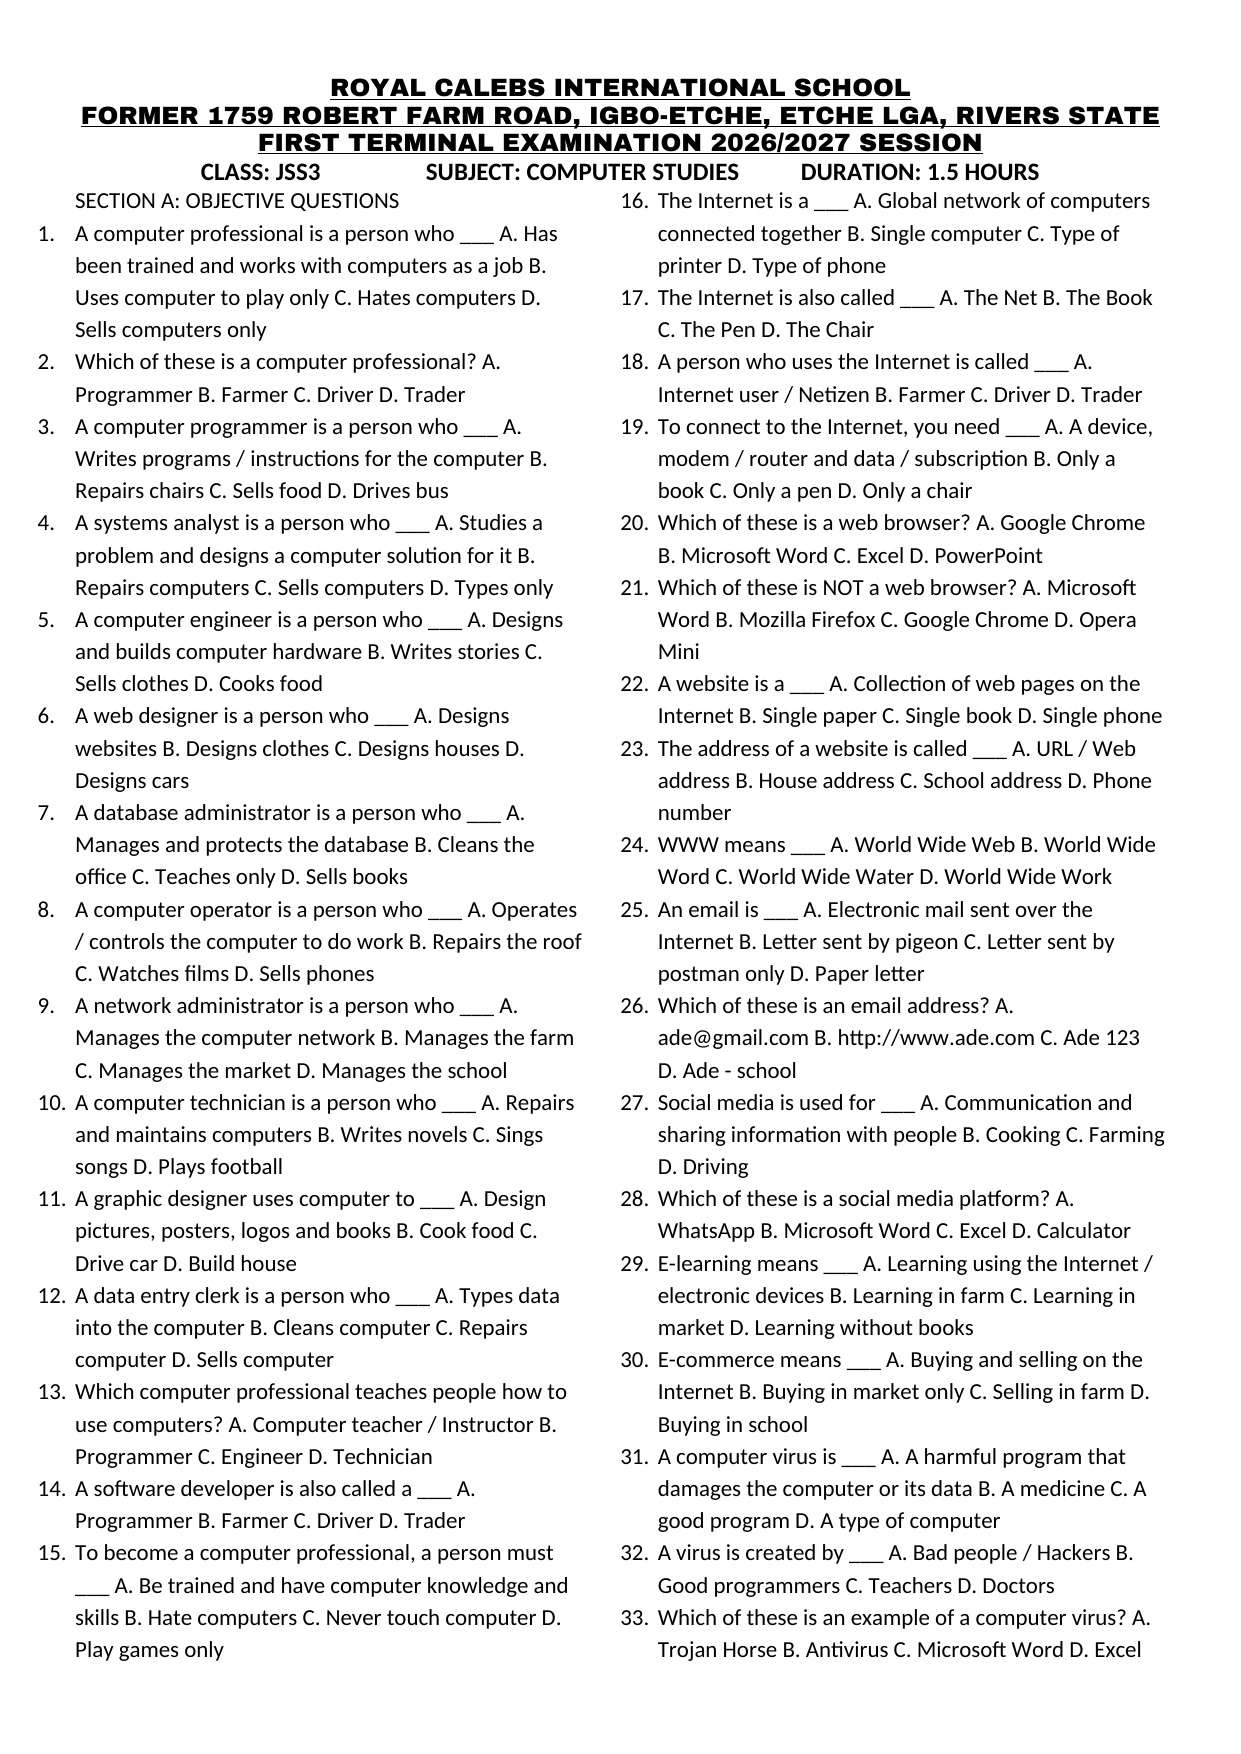 ROYAL CALEBS INTERNATIONAL SCHOOL
FORMER 1759 ROBERT FARM ROAD, IGBO-ETCHE, ETCHE LGA, RIVERS STATE
FIRST TERMINAL EXAMINATION 2026/2027 SESSION
CLASS: JSS3 SUBJECT: COMPUTER STUDIES DURATION: 1.5 HOURS
SECTION A: OBJECTIVE QUESTIONS
1. A computer professional is a person who ___ A. Has
been trained and works with computers as a job B.
Uses computer to play only C. Hates computers D.
Sells computers only
2. Which of these is a computer professional? A.
Programmer B. Farmer C. Driver D. Trader
3. A computer programmer is a person who ___ A.
Writes programs / instructions for the computer B.
Repairs chairs C. Sells food D. Drives bus
4. A systems analyst is a person who ___ A. Studies a
problem and designs a computer solution for it B.
Repairs computers C. Sells computers D. Types only
5. A computer engineer is a person who ___ A. Designs
and builds computer hardware B. Writes stories C.
Sells clothes D. Cooks food
6. A web designer is a person who ___ A. Designs
websites B. Designs clothes C. Designs houses D.
Designs cars
7. A database administrator is a person who ___ A.
Manages and protects the database B. Cleans the
office C. Teaches only D. Sells books
8. A computer operator is a person who ___ A. Operates
/ controls the computer to do work B. Repairs the roof
C. Watches films D. Sells phones
9. A network administrator is a person who ___ A.
Manages the computer network B. Manages the farm
C. Manages the market D. Manages the school
10. A computer technician is a person who ___ A. Repairs
and maintains computers B. Writes novels C. Sings
songs D. Plays football
11. A graphic designer uses computer to ___ A. Design
pictures, posters, logos and books B. Cook food C.
Drive car D. Build house
12. A data entry clerk is a person who ___ A. Types data
into the computer B. Cleans computer C. Repairs
computer D. Sells computer
13. Which computer professional teaches people how to
use computers? A. Computer teacher / Instructor B.
Programmer C. Engineer D. Technician
14. A software developer is also called a ___ A.
Programmer B. Farmer C. Driver D. Trader
15. To become a computer professional, a person must
___ A. Be trained and have computer knowledge and
skills B. Hate computers C. Never touch computer D.
Play games only
16. The Internet is a ___ A. Global network of computers
connected together B. Single computer C. Type of
printer D. Type of phone
17. The Internet is also called ___ A. The Net B. The Book
C. The Pen D. The Chair
18. A person who uses the Internet is called ___ A.
Internet user / Netizen B. Farmer C. Driver D. Trader
19. To connect to the Internet, you need ___ A. A device,
modem / router and data / subscription B. Only a
book C. Only a pen D. Only a chair
20. Which of these is a web browser? A. Google Chrome
B. Microsoft Word C. Excel D. PowerPoint
21. Which of these is NOT a web browser? A. Microsoft
Word B. Mozilla Firefox C. Google Chrome D. Opera
Mini
22. A website is a ___ A. Collection of web pages on the
Internet B. Single paper C. Single book D. Single phone
23. The address of a website is called ___ A. URL / Web
address B. House address C. School address D. Phone
number
24. WWW means ___ A. World Wide Web B. World Wide
Word C. World Wide Water D. World Wide Work
25. An email is ___ A. Electronic mail sent over the
Internet B. Letter sent by pigeon C. Letter sent by
postman only D. Paper letter
26. Which of these is an email address? A.
ade@gmail.com B. http://www.ade.com C. Ade 123
D. Ade - school
27. Social media is used for ___ A. Communication and
sharing information with people B. Cooking C. Farming
D. Driving
28. Which of these is a social media platform? A.
WhatsApp B. Microsoft Word C. Excel D. Calculator
29. E-learning means ___ A. Learning using the Internet /
electronic devices B. Learning in farm C. Learning in
market D. Learning without books
30. E-commerce means ___ A. Buying and selling on the
Internet B. Buying in market only C. Selling in farm D.
Buying in school
31. A computer virus is ___ A. A harmful program that
damages the computer or its data B. A medicine C. A
good program D. A type of computer
32. A virus is created by ___ A. Bad people / Hackers B.
Good programmers C. Teachers D. Doctors
33. Which of these is an example of a computer virus? A.
Trojan Horse B. Antivirus C. Microsoft Word D. Excel